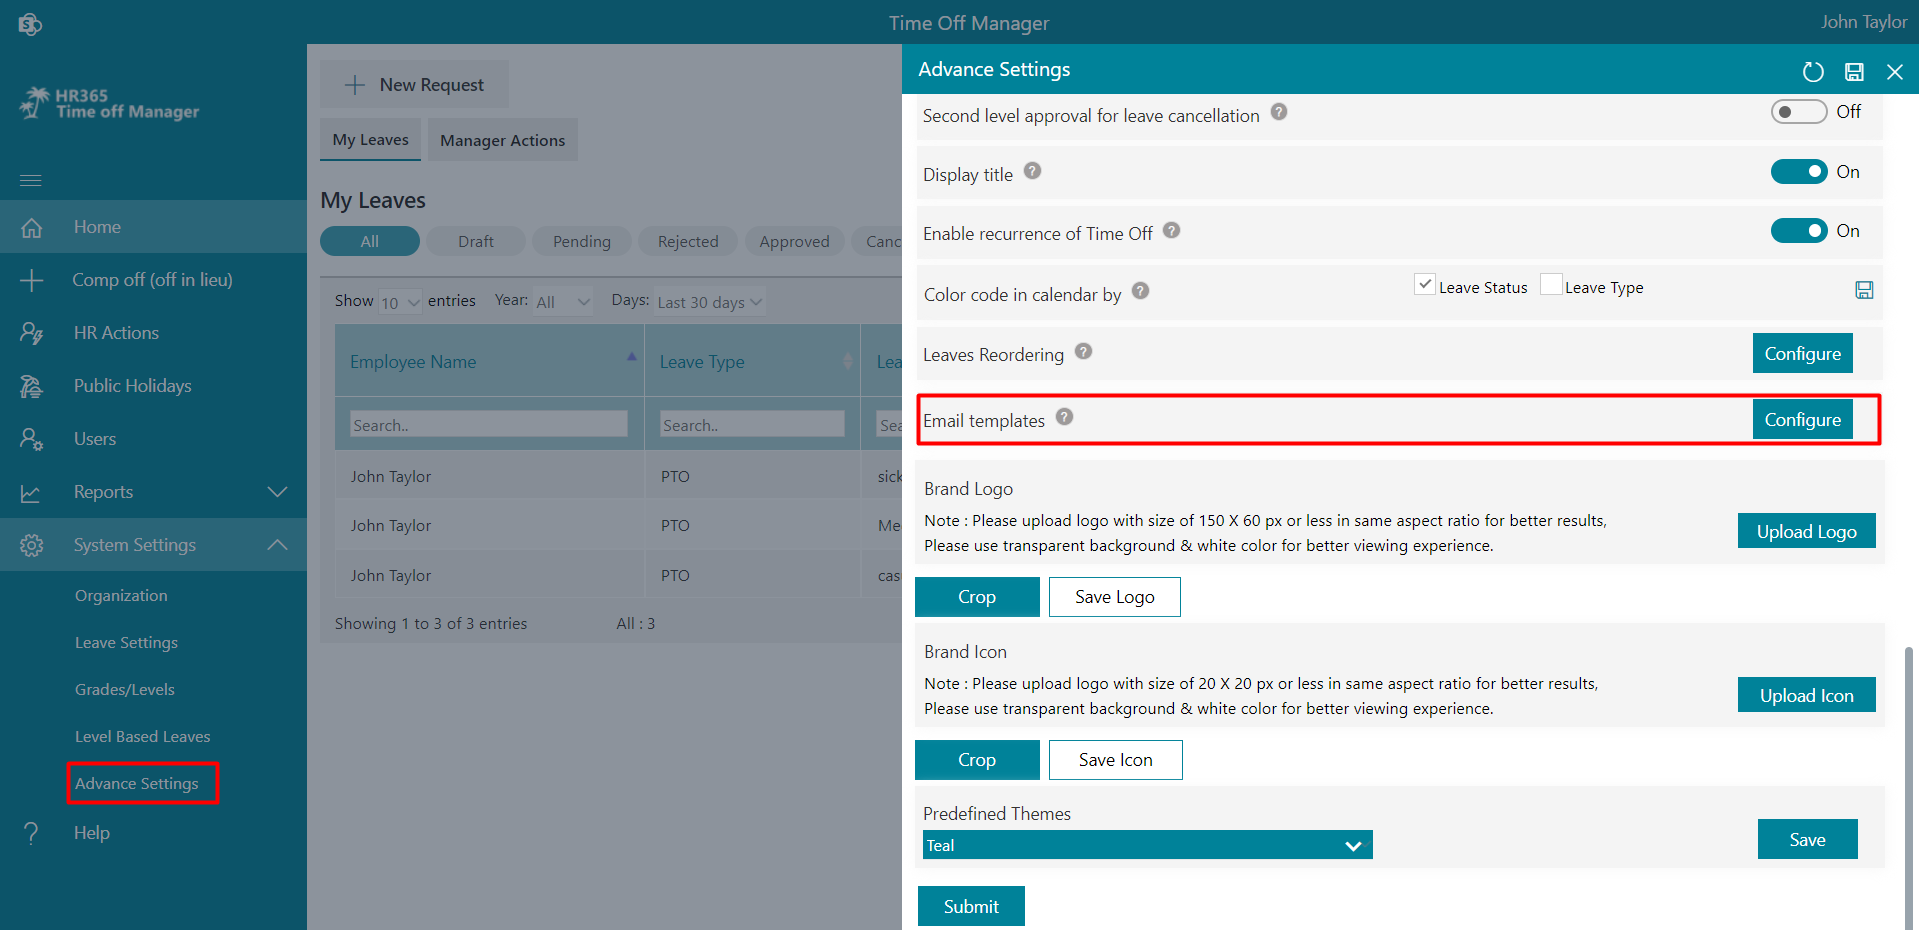 Time Off Manager
John Taylor
HR365
Time off Manager
Home
Comp off (off in lieu)
HR Actions
Public Holidays
Users
Reports
System Settings
Organization
Leave Settings
Grades/Levels
Level Based Leaves
Advance Settings
Help
New Request
My Leaves Manager Actions
My Leaves
All Draft Pending Rejected Approved Canc
Show 10 entries Year: All Days: Last 30 days
Employee Name Leave Type Lea
Search.. Search.. Sea
John Taylor PTO sick
John Taylor PTO Me
John Taylor PTO cas
Showing 1 to 3 of 3 entries All : 3
Advance Settings
Second level approval for leave cancellation ? Off
Display title ? On
Enable recurrence of Time Off ? On
Color code in calendar by ? Leave Status Leave Type
Leaves Reordering ? Configure
Email templates ? Configure
Brand Logo
Note : Please upload logo with size of 150 X 60 px or less in same aspect ratio for better results,
Please use transparent background & white color for better viewing experience.
Upload Logo
Crop Save Logo
Brand Icon
Note : Please upload logo with size of 20 X 20 px or less in same aspect ratio for better results,
Please use transparent background & white color for better viewing experience.
Upload Icon
Crop Save Icon
Predefined Themes
Teal
Save
Submit